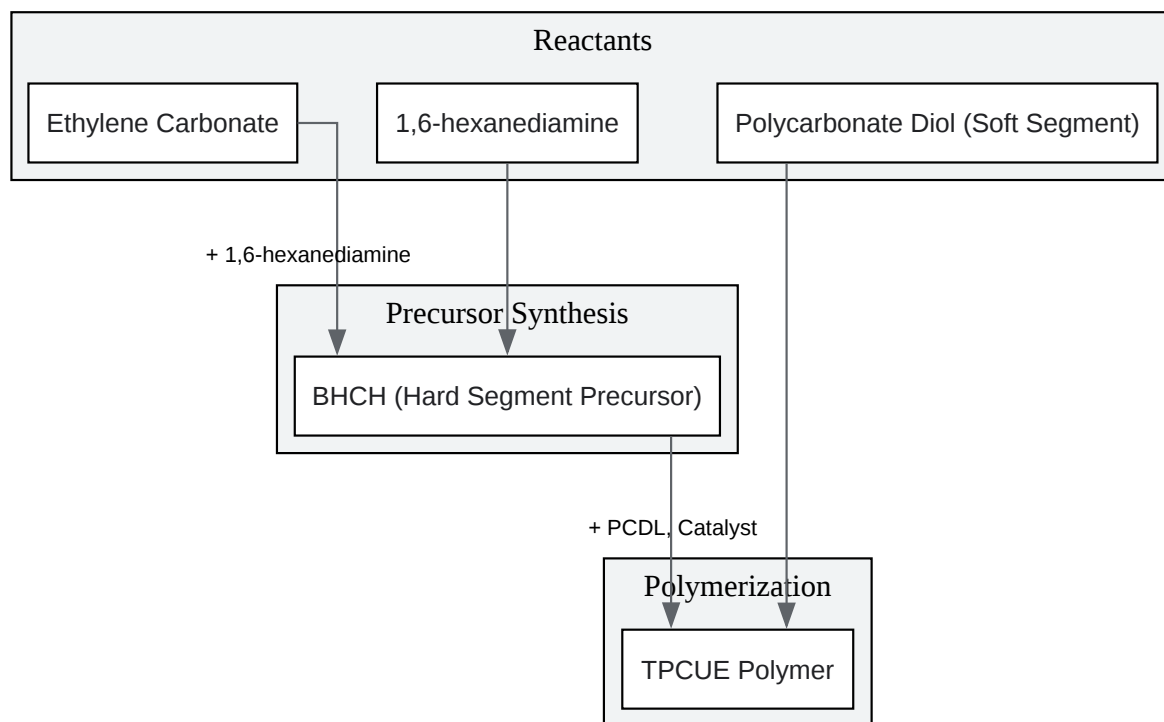 Reactants
Ethylene Carbonate
1,6-hexanediamine
Polycarbonate Diol (Soft Segment)
+ 1,6-hexanediamine
Precursor Synthesis
BHCH (Hard Segment Precursor)
+ PCDL, Catalyst
Polymerization
TPCUE Polymer